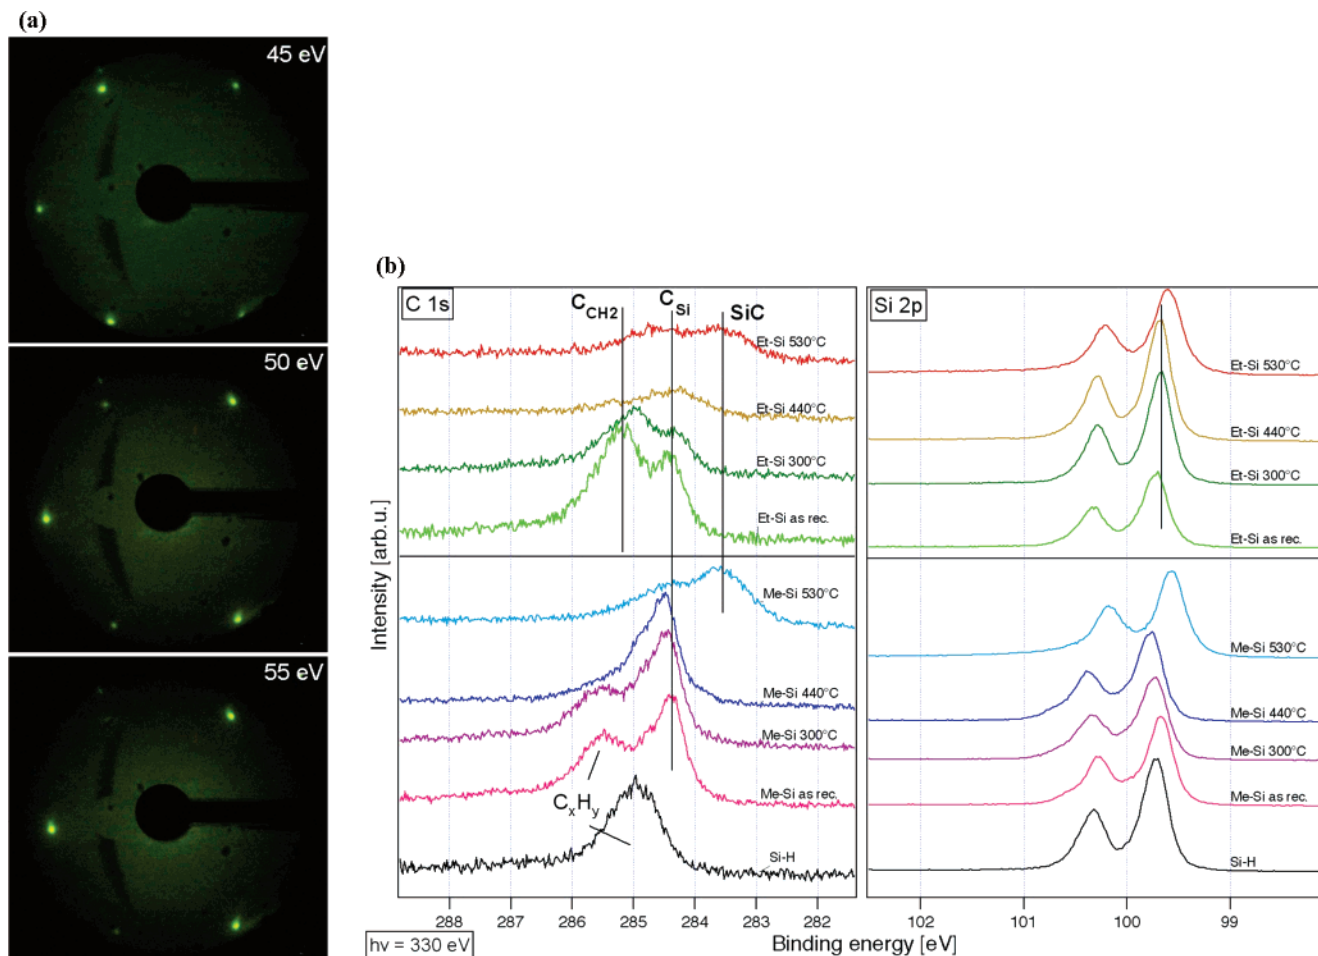 (a)
45 eV
50 eV
55 eV
(b)
C 1s
C_CH2
C_Si
SiC
Et-Si 530°C
Et-Si 440°C
Et-Si 300°C
Et-Si as rec.
Me-Si 530°C
Me-Si 440°C
Me-Si 300°C
Me-Si as rec.
C_xH_y
Si-H
Intensity [arb.u.]
288 287 286 285 284 283 282
hν = 330 eV
Si 2p
Et-Si 530°C
Et-Si 440°C
Et-Si 300°C
Et-Si as rec.
Me-Si 530°C
Me-Si 440°C
Me-Si 300°C
Me-Si as rec.
Si-H
102 101 100 99
Binding energy [eV]